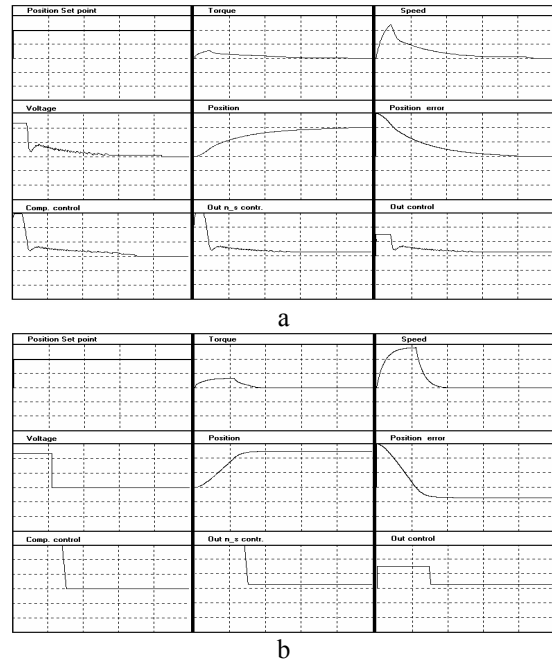 Position Set point Torque Speed
Voltage Position Position error
Comp. control Out n_s contr. Out control
a
Position Set point Torque Speed
Voltage Position Position error
Comp. control Out n_s contr. Out control
b